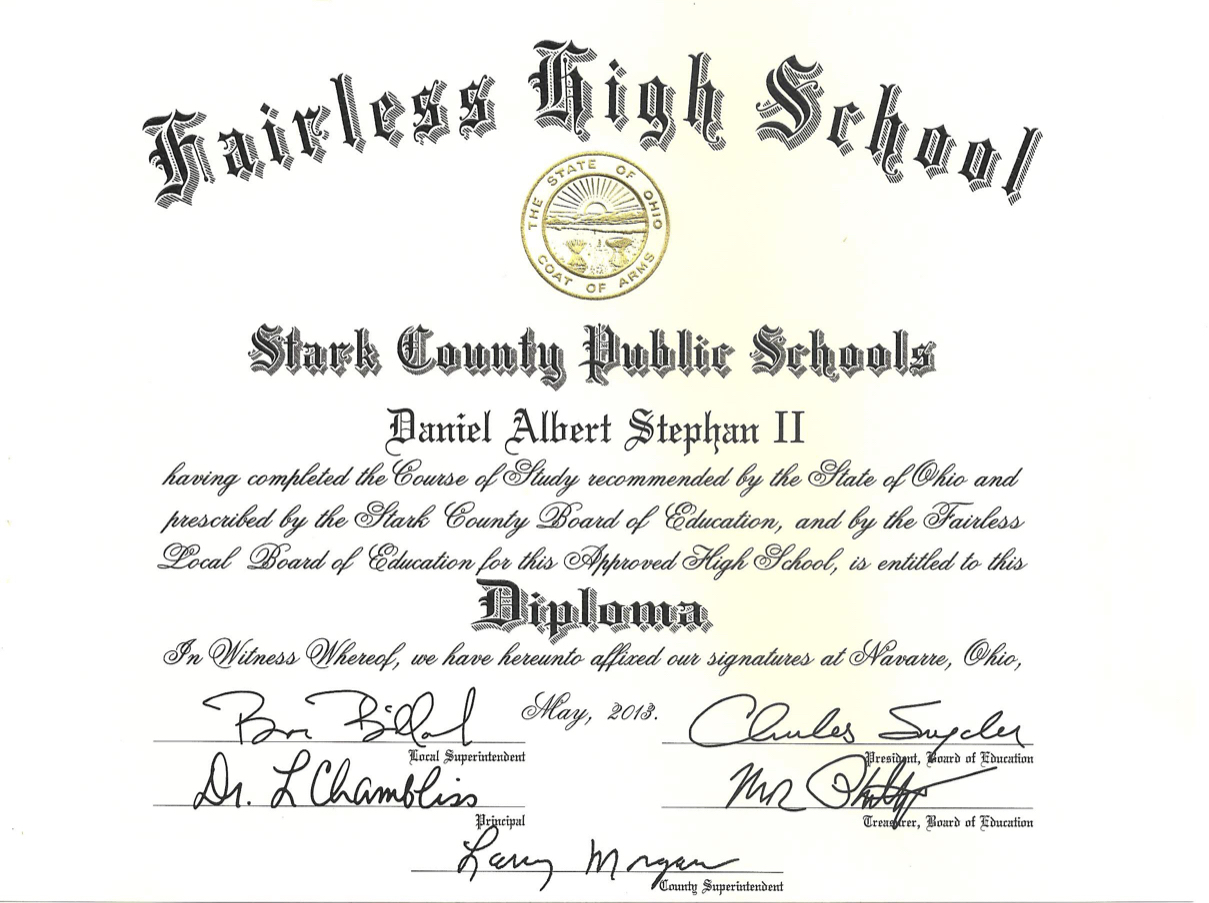 Fairless High School
THE STATE OF OHIO
COAT OF ARMS
Stark County Public Schools
Daniel Albert Stephan II
having completed the Course of Study recommended by the State of Ohio and
prescribed by the Stark County Board of Education, and by the Fairless
Local Board of Education for this Approved High School, is entitled to this
Diploma
In Witness Whereof, we have hereunto affixed our signatures at Navarre, Ohio,
May, 2013.
Charles Snyder
Local Superintendent
President, Board of Education
Dr. L Chambliss
Principal
Treasurer, Board of Education
Larry Morgan
County Superintendent